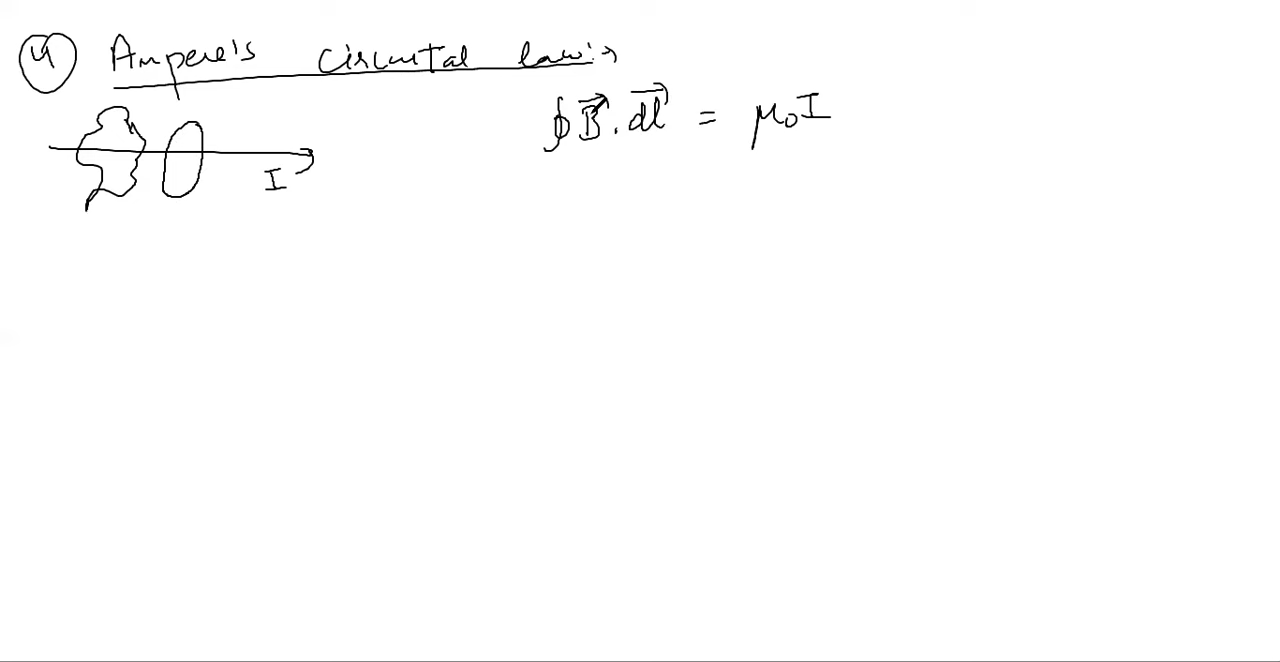 4 Ampere's circuital law:→
∮B⃗.dl⃗ = μ₀I
I